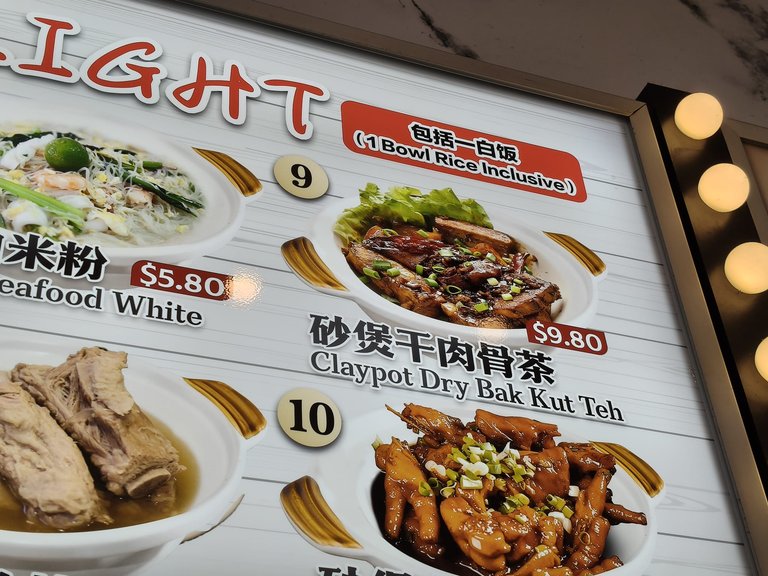 LIGHT
包括一白饭
(1 Bowl Rice Inclusive)
9
米粉
$5.80
eafood White
$9.80
砂煲干肉骨茶
Claypot Dry Bak Kut Teh
10